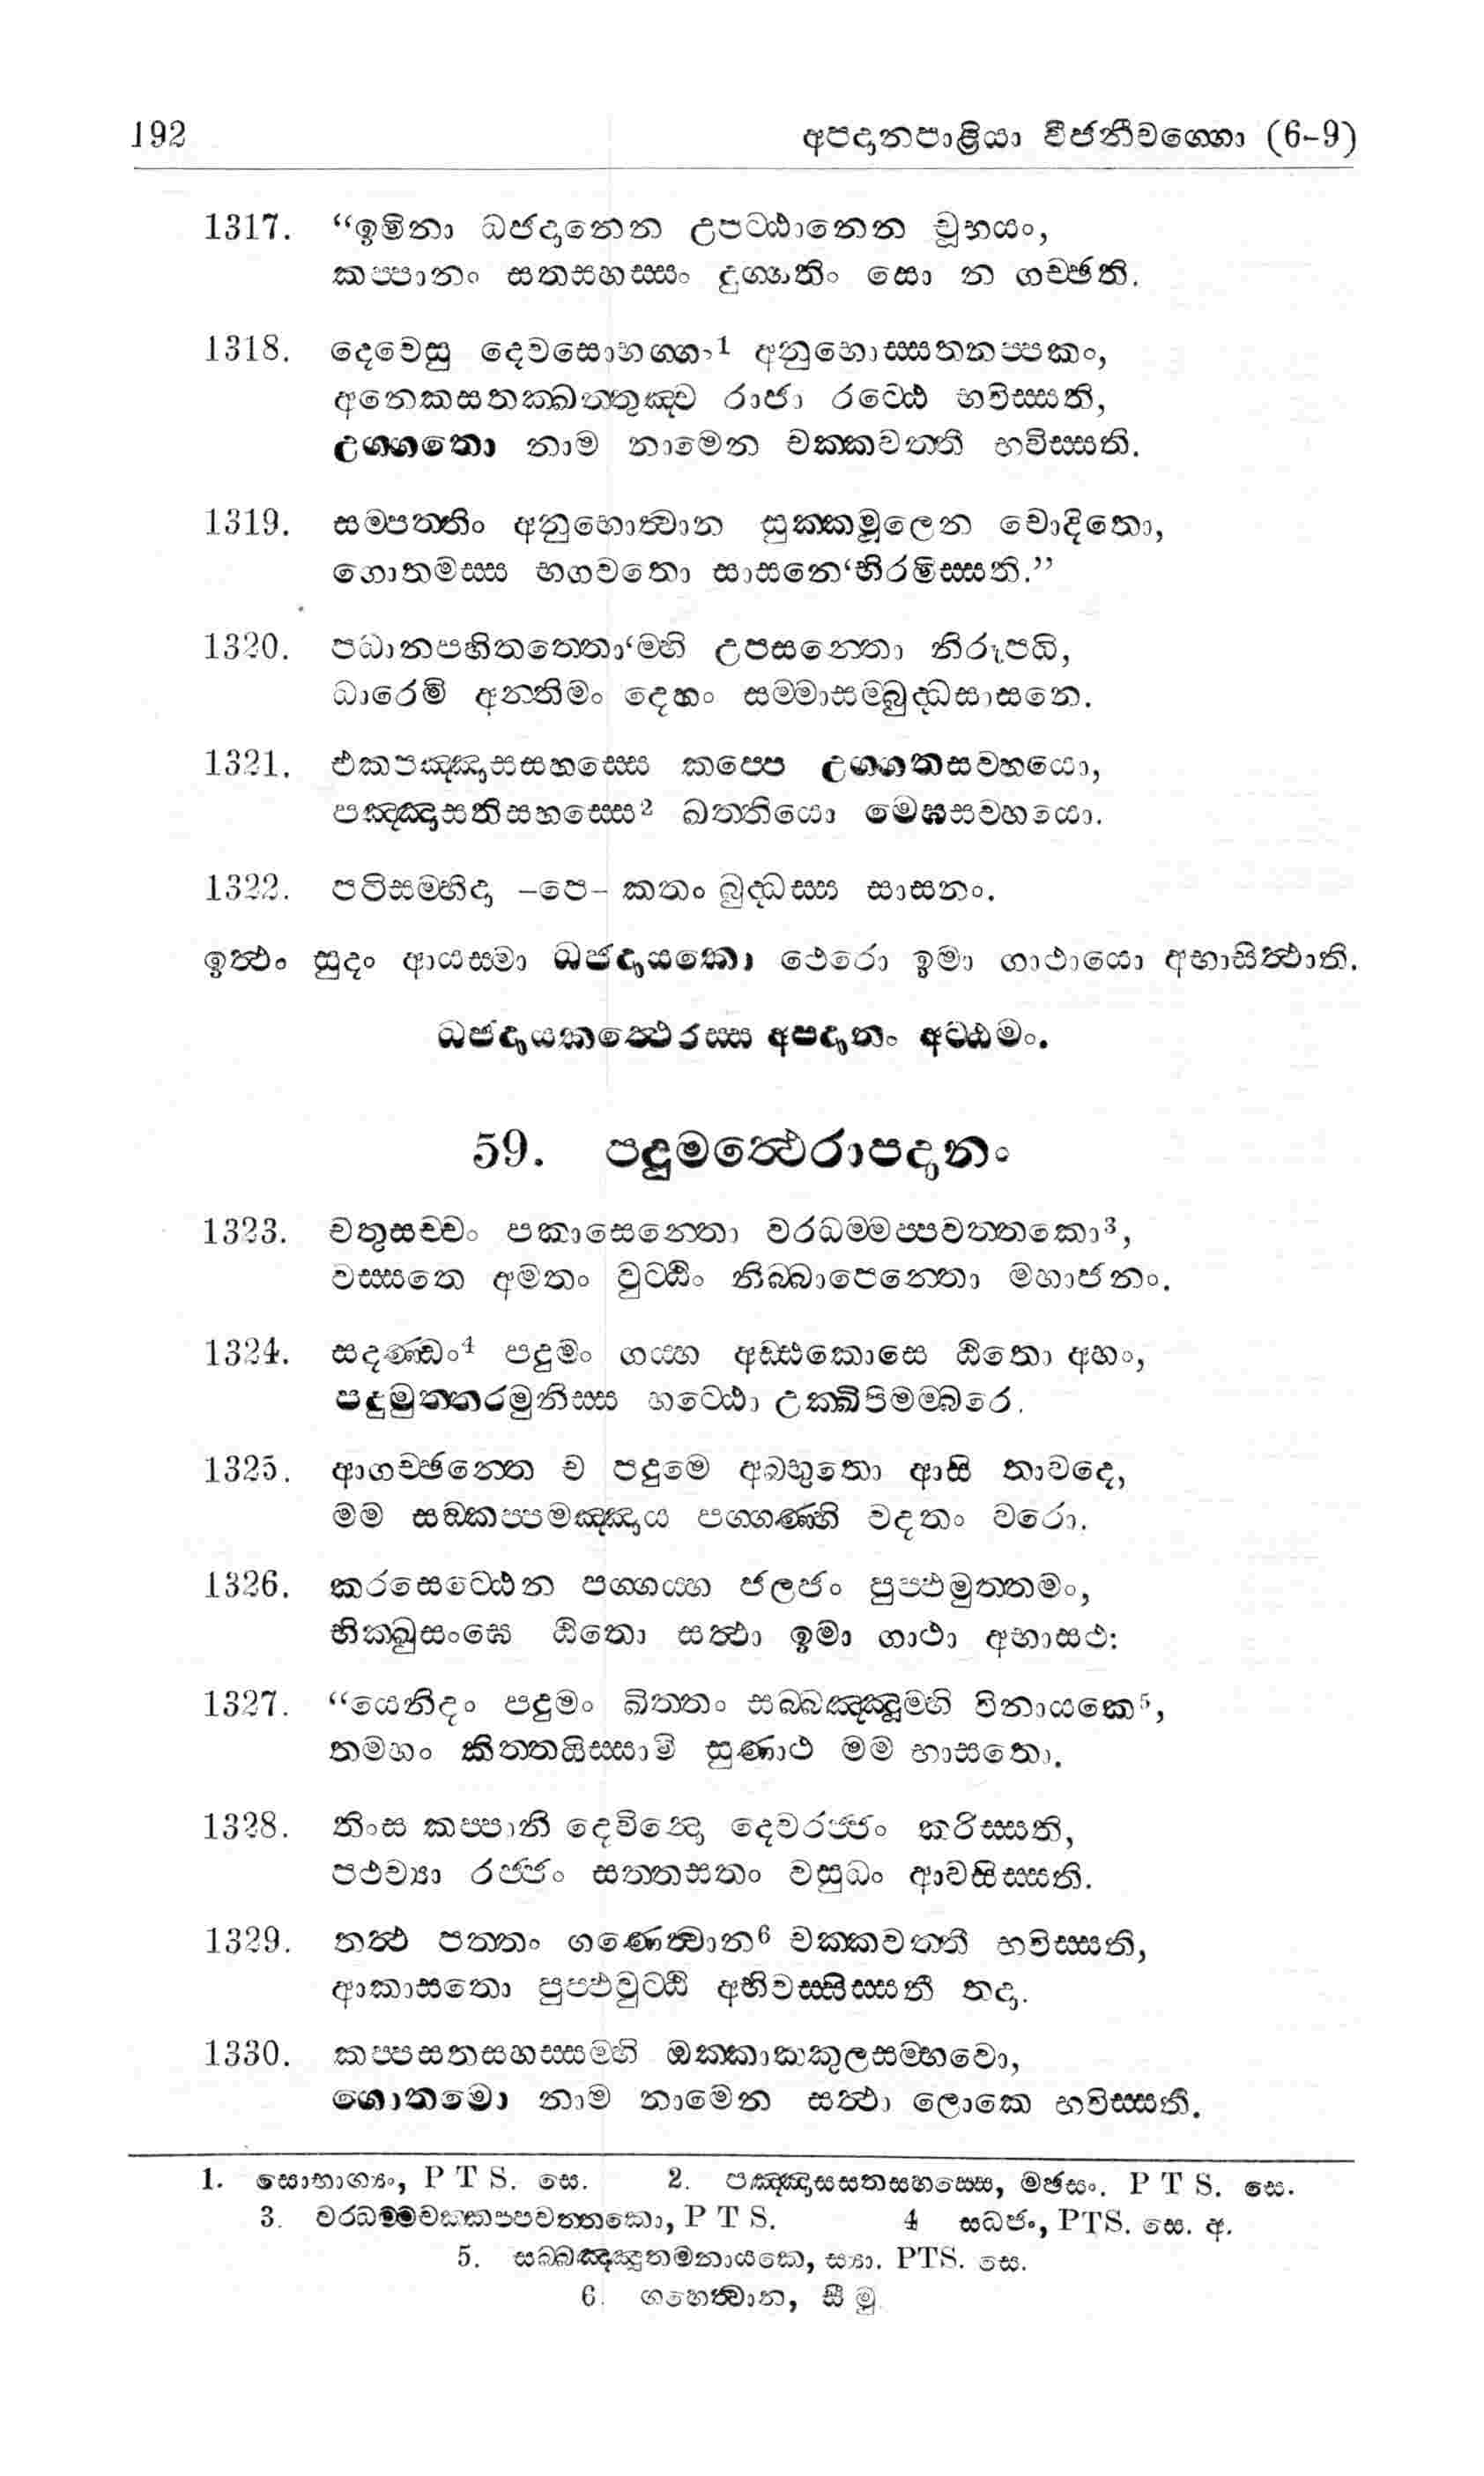 192 අපදානපාළියා වීජනීවග්ගො (6-9)
1317. “ඉමිනා ධජදානෙන උපට්ඨානෙන චූභයං,
කප්පානං සතසහස්සං දුග්ගතිං සො න ගච්ඡති.
1318. දෙවෙසු දෙවසොභග්ගං1 අනුභොස්සතනප්පකං,
අනෙකසතක්ඛත්තුඤ්ච රාජා රට්ඨෙ භවිස්සති,
උග්ගතො නාම නාමෙන චක්කවත්තී භවිස්සති.
1319. සම්පත්තිං අනුභොත්වාන සුක්කමූලෙන චොදිතො,
ගොතමස්ස භගවතො සාසනෙ‘භිරමිස්සති.”
1320. පධානපහිතත්තො‘ම්හි උපසන්තො නිරූපධි,
ධාරෙමි අන්තිමං දෙහං සම්මාසම්බුද්ධසාසනෙ.
1321. එකපඤ්ඤාසසහස්සෙ කප්පෙ උග්ගතසව්හයො,
පඤ්ඤාසතිසහස්සෙ2 ඛත්තියො මෙඝසව්හයො.
1322. පටිසම්භිදා –පෙ– කතං බුද්ධස්ස සාසනං.
ඉත්ථං සුදං ආයස්මා ධජදායකො ථෙරො ඉමා ගාථායො අභාසිත්ථාති.
ධජදායකත්ථෙරස්ස අපදානං අට්ඨමං.
59. පදුමත්ථෙරාපදානං
1323. චතුසච්චං පකාසෙන්තො වරධම්මප්පවත්තකො3,
වස්සතෙ අමතං වුට්ඨිං නිබ්බාපෙන්තො මහාජනං.
1324. සදණ්ඩං4 පදුමං ගය්හ අඩ්ඪකොසෙ ඨිතො අහං,
පදුමුත්තරමුනිස්ස හට්ඨො උක්ඛිපිමම්බරෙ.
1325. ආගච්ඡන්තෙ ච පදුමෙ අබ්භුතො ආසි තාවදෙ,
මම සඞ්කප්පමඤ්ඤාය පග්ගණ්හි වදතං වරො.
1326. කරසෙට්ඨෙන පග්ගය්හ ජලජං පුප්ඵමුත්තමං,
භික්ඛුසංඝෙ ඨිතො සත්ථා ඉමා ගාථා අභාසථ:
1327. “යෙනිදං පදුමං ඛිත්තං සබ්බඤ්ඤූම්හි විනායකෙ5,
තමහං කිත්තයිස්සාමි සුණාථ මම භාසතො.
1328. තිංස කප්පානි දෙවින්දො දෙවරජ්ජං කරිස්සති,
පථව්‍යා රජ්ජං සත්තසතං වසුධං ආවසිස්සති.
1329. තත්ථ පත්තං ගණෙත්වාන6 චක්කවත්තී භවිස්සති,
ආකාසතො පුප්ඵවුට්ඨි අභිවස්සිස්සතී තදා.
1330. කප්පසතසහස්සම්හි ඔක්කාකකුලසම්භවො,
ගොතමො නාම නාමෙන සත්ථා ලොකෙ භවිස්සති.
1. සොභාග්‍යං, P T S. සෙ. 2. පඤ්ඤාසසතසහස්සෙ, මඡසං. P T S. සෙ.
3. වරධම්මචක්කප්පවත්තකො, P T S. 4 සධජං, PTS. සෙ. අ.
5. සබ්බඤ්ඤුතමනායකෙ, ස්‍යා. PTS. සෙ.
6. ගහෙත්වාන, සී මු